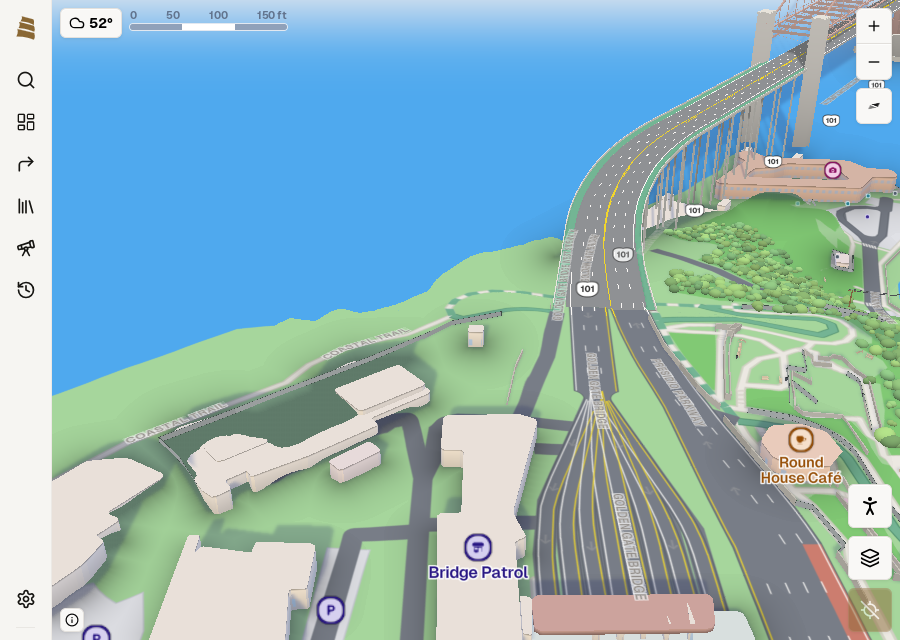 52°
0 50 100 150 ft
101
101
101
101
101
101
COASTAL TRAIL
COASTAL TRAIL
GOLDEN GATE BRIDGE
Round
House Café
Bridge Patrol
P
P